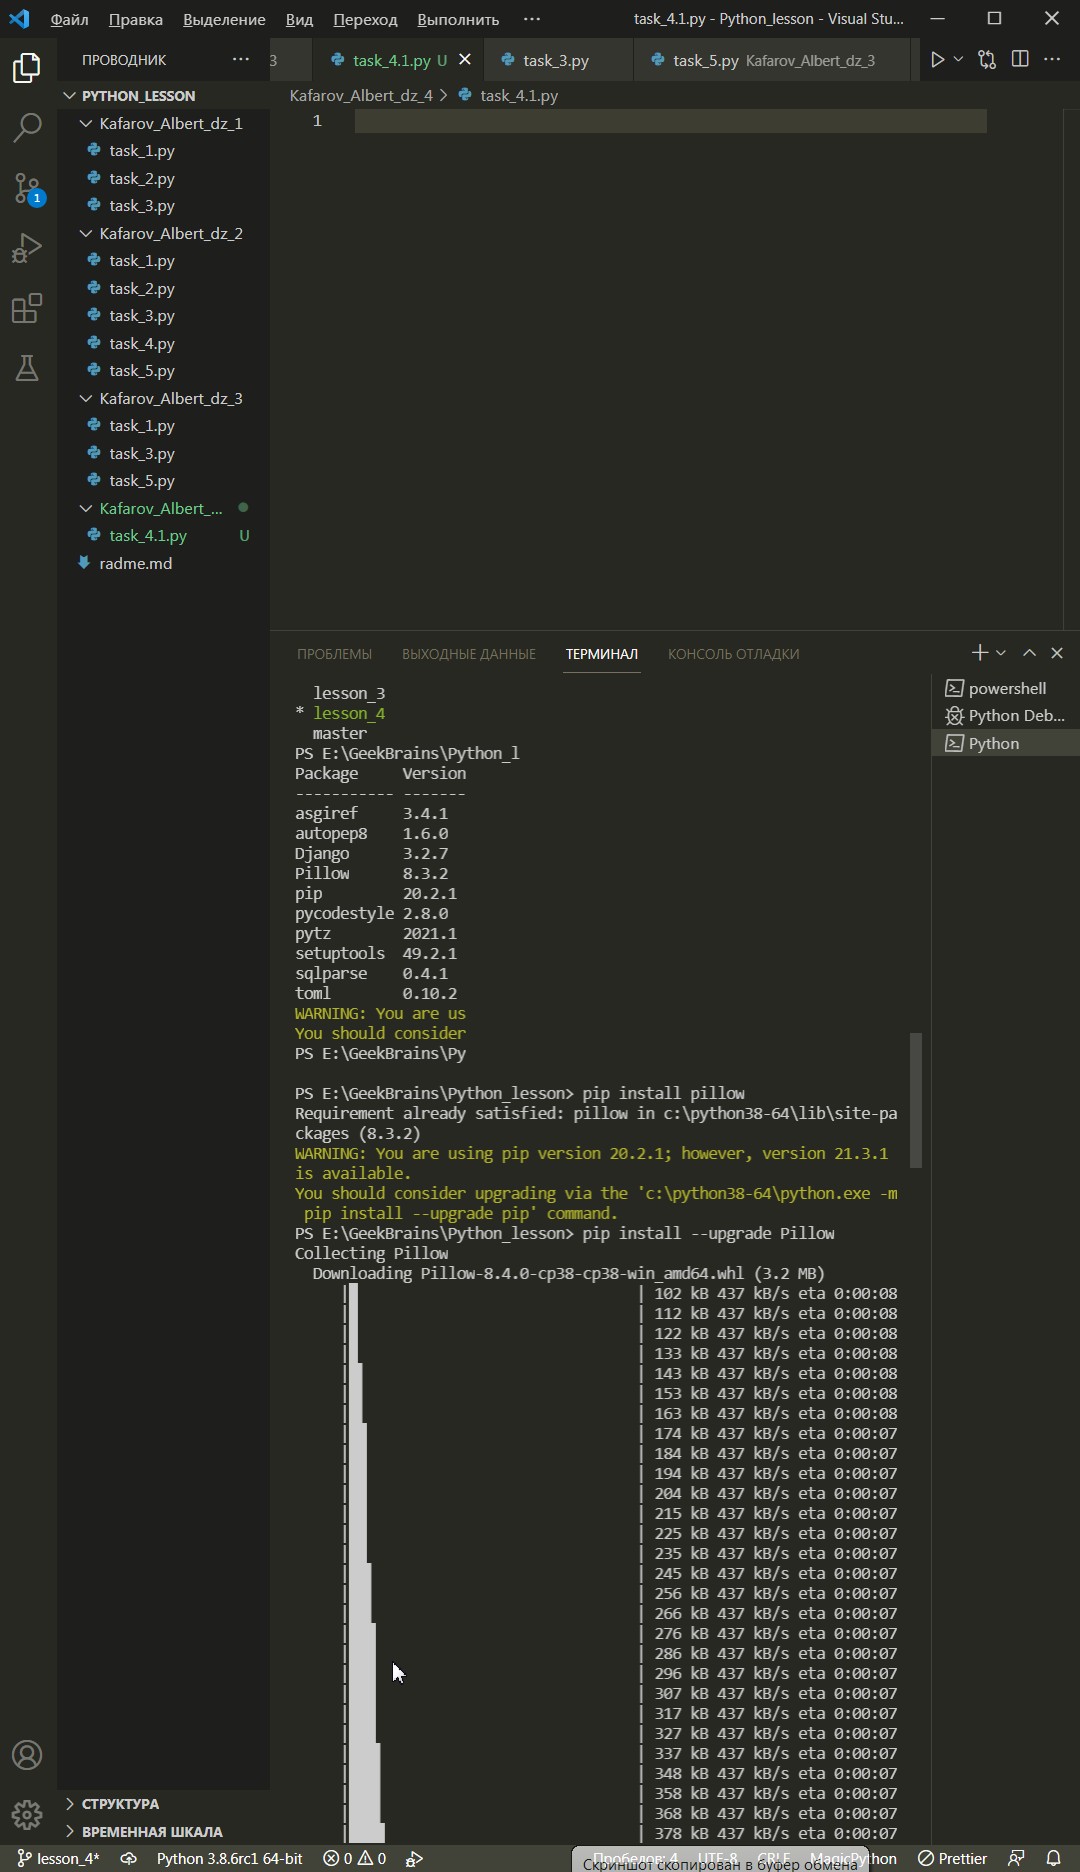 Файл Правка Выделение Вид Переход Выполнить ··· task_4.1.py - Python_lesson - Visual Stu...
ПРОВОДНИК ···
3 task_4.1.py U task_3.py task_5.py Kafarov_Albert_dz_3 ···
PYTHON_LESSON
Kafarov_Albert_dz_1
task_1.py
task_2.py
task_3.py
Kafarov_Albert_dz_2
task_1.py
task_2.py
task_3.py
task_4.py
task_5.py
Kafarov_Albert_dz_3
task_1.py
task_3.py
task_5.py
Kafarov_Albert_...
task_4.1.py U
radme.md
1
Kafarov_Albert_dz_4 > task_4.1.py
1
ПРОБЛЕМЫ ВЫХОДНЫЕ ДАННЫЕ ТЕРМИНАЛ КОНСОЛЬ ОТЛАДКИ
powershell
Python Deb...
Python
lesson_3
* lesson_4
master
PS E:\GeekBrains\Python_l
Package Version
----------- -------
asgiref 3.4.1
autopep8 1.6.0
Django 3.2.7
Pillow 8.3.2
pip 20.2.1
pycodestyle 2.8.0
pytz 2021.1
setuptools 49.2.1
sqlparse 0.4.1
toml 0.10.2
WARNING: You are us
You should consider
PS E:\GeekBrains\Py
PS E:\GeekBrains\Python_lesson> pip install pillow
Requirement already satisfied: pillow in c:\python38-64\lib\site-pa
ckages (8.3.2)
WARNING: You are using pip version 20.2.1; however, version 21.3.1
is available.
You should consider upgrading via the 'c:\python38-64\python.exe -m
pip install --upgrade pip' command.
PS E:\GeekBrains\Python_lesson> pip install --upgrade Pillow
Collecting Pillow
Downloading Pillow-8.4.0-cp38-cp38-win_amd64.whl (3.2 MB)
| | 102 kB 437 kB/s eta 0:00:08
| | 112 kB 437 kB/s eta 0:00:08
| | 122 kB 437 kB/s eta 0:00:08
| | 133 kB 437 kB/s eta 0:00:08
| | 143 kB 437 kB/s eta 0:00:08
| | 153 kB 437 kB/s eta 0:00:08
| | 163 kB 437 kB/s eta 0:00:08
| | 174 kB 437 kB/s eta 0:00:07
| | 184 kB 437 kB/s eta 0:00:07
| | 194 kB 437 kB/s eta 0:00:07
| | 204 kB 437 kB/s eta 0:00:07
| | 215 kB 437 kB/s eta 0:00:07
| | 225 kB 437 kB/s eta 0:00:07
| | 235 kB 437 kB/s eta 0:00:07
| | 245 kB 437 kB/s eta 0:00:07
| | 256 kB 437 kB/s eta 0:00:07
| | 266 kB 437 kB/s eta 0:00:07
| | 276 kB 437 kB/s eta 0:00:07
| | 286 kB 437 kB/s eta 0:00:07
| | 296 kB 437 kB/s eta 0:00:07
| | 307 kB 437 kB/s eta 0:00:07
| | 317 kB 437 kB/s eta 0:00:07
| | 327 kB 437 kB/s eta 0:00:07
| | 337 kB 437 kB/s eta 0:00:07
| | 348 kB 437 kB/s eta 0:00:07
| | 358 kB 437 kB/s eta 0:00:07
| | 368 kB 437 kB/s eta 0:00:07
| | 378 kB 437 kB/s eta 0:00:07
СТРУКТУРА
ВРЕМЕННАЯ ШКАЛА
lesson_4* Python 3.8.6rc1 64-bit 0 0 Пробелов: 4 UTF-8 CRLF MagicPython Prettier
Скриншот скопирован в буфер обмена